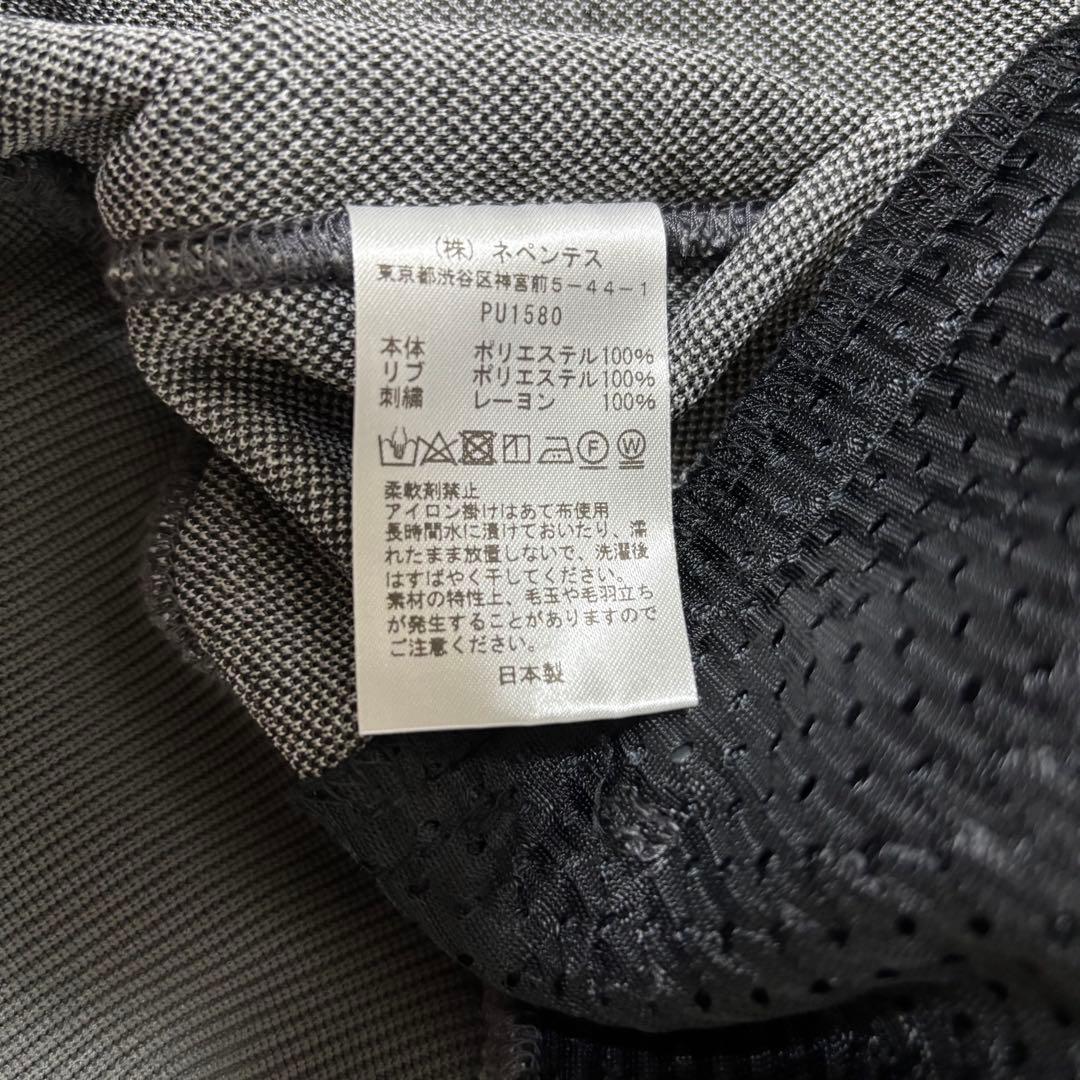 (株) ネペンテス
東京都渋谷区神宮前5-44-1
PU1580
本体 ポリエステル100%
リブ ポリエステル100%
刺繍 レーヨン 100%
F W
柔軟剤禁止
アイロン掛けはあて布使用
長時間水に漬けておいたり、濡
れたまま放置しないで、洗濯後
はすばやく干してください。
素材の特性上、毛玉や毛羽立ち
が発生することがありますので
ご注意ください。
日本製